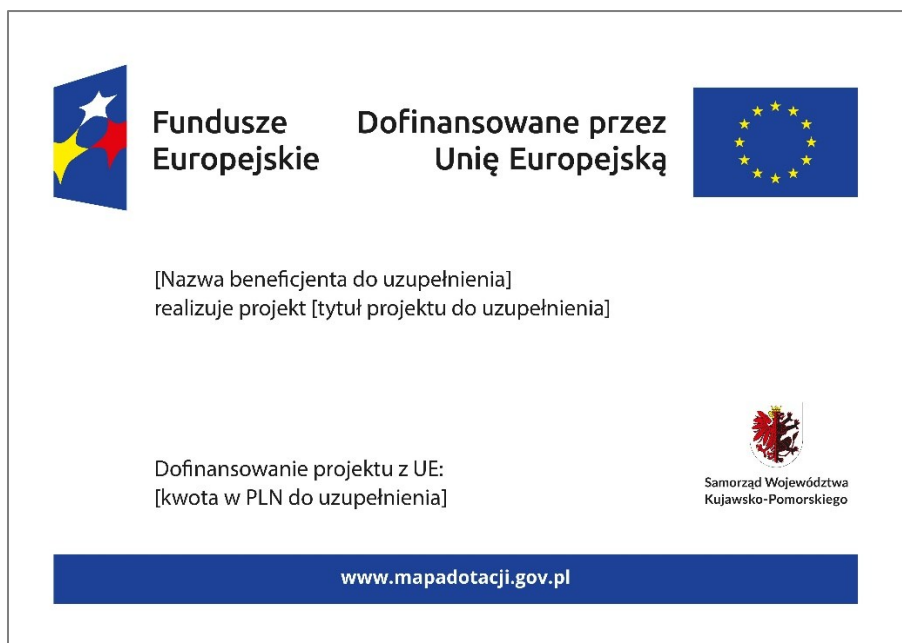 Fundusze
Europejskie
Dofinansowane przez
Unię Europejską
[Nazwa beneficjenta do uzupełnienia]
realizuje projekt [tytuł projektu do uzupełnienia]
Dofinansowanie projektu z UE:
[kwota w PLN do uzupełnienia]
Samorząd Województwa
Kujawsko-Pomorskiego
www.mapadotacji.gov.pl